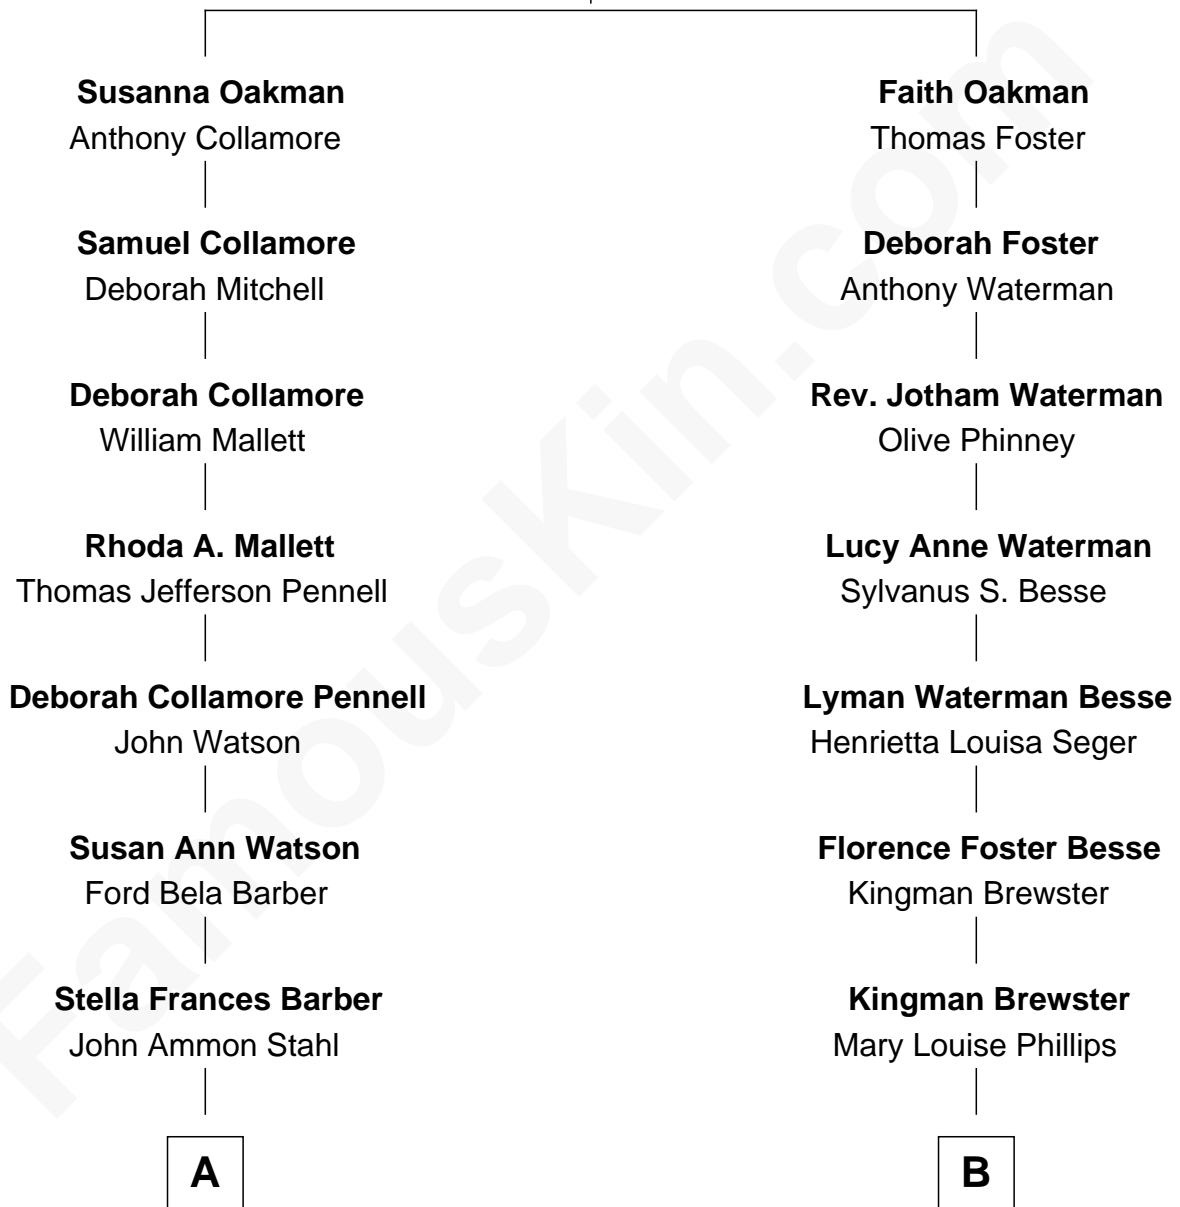 Susanna Oakman
Anthony Collamore
Samuel Collamore
Deborah Mitchell
Deborah Collamore
William Mallett
Rhoda A. Mallett
Thomas Jefferson Pennell
Deborah Collamore Pennell
John Watson
Susan Ann Watson
Ford Bela Barber
Stella Frances Barber
John Ammon Stahl
A
Faith Oakman
Thomas Foster
Deborah Foster
Anthony Waterman
Rev. Jotham Waterman
Olive Phinney
Lucy Anne Waterman
Sylvanus S. Besse
Lyman Waterman Besse
Henrietta Louisa Seger
Florence Foster Besse
Kingman Brewster
Kingman Brewster
Mary Louise Phillips
B
FamousKin.com